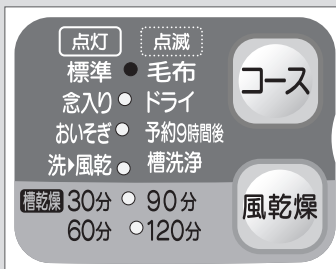 点灯 点滅
標準 ● 毛布
念入り ○ ドライ
おいそぎ ○ 予約9時間後
洗▶風乾 ○ 槽洗浄
槽乾燥 30分 ○ 90分
60分 ○ 120分
コース
風乾燥